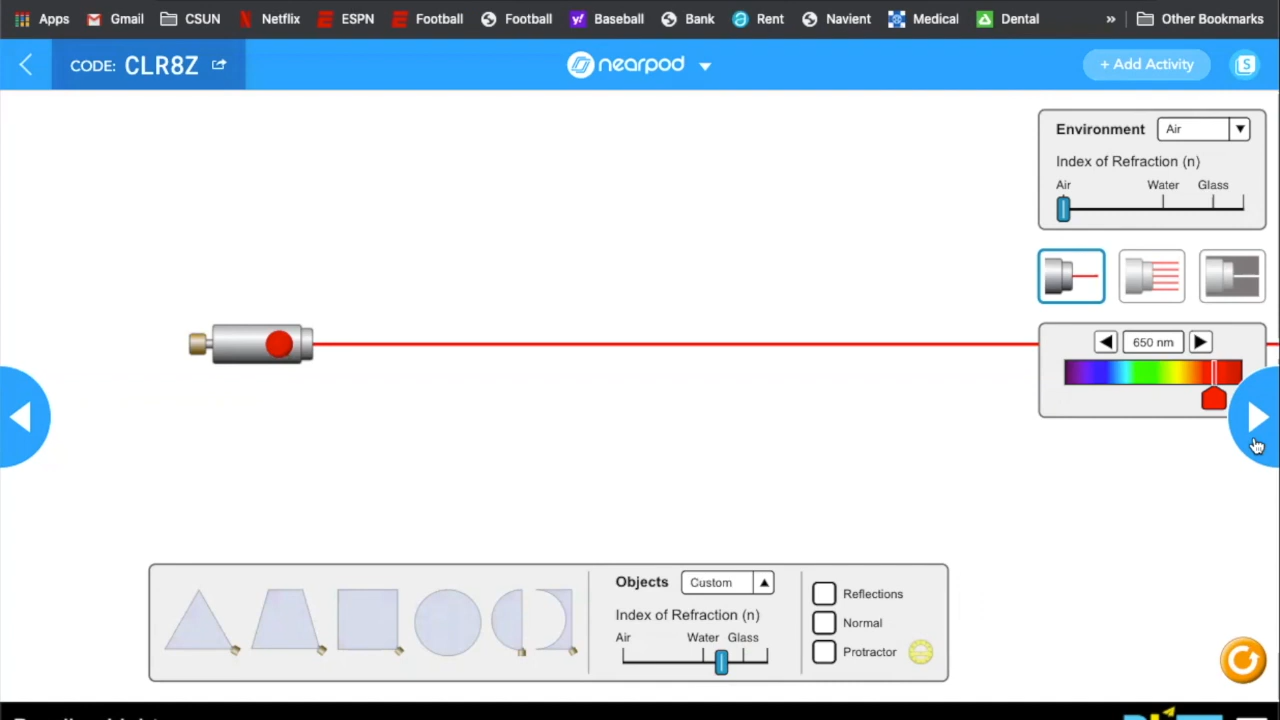 Apps Gmail CSUN Netflix ESPN Football Football Baseball Bank Rent Navient Medical Dental » Other Bookmarks
CODE: CLR8Z nearpod + Add Activity S
Environment Air
Index of Refraction (n)
Air Water Glass
650 nm
Objects Custom
Index of Refraction (n)
Air Water Glass
Reflections
Normal
Protractor